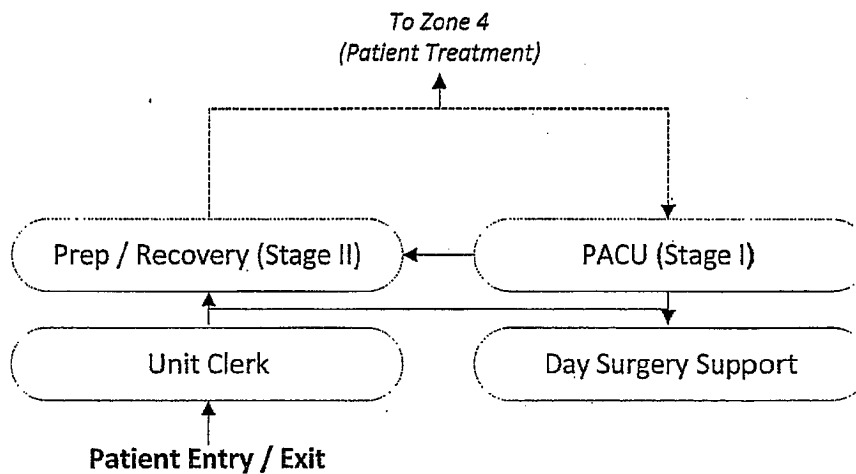 To Zone 4
(Patient Treatment)
Prep / Recovery (Stage II)
PACU (Stage I)
Unit Clerk
Day Surgery Support
Patient Entry / Exit